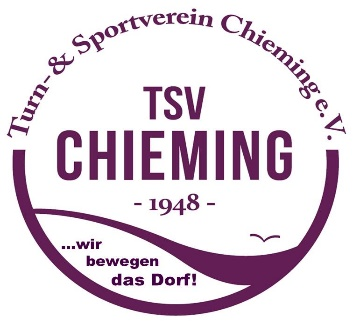 Turn- & Sportverein Chieming e.V.
TSV
CHIEMING
- 1948 -
...wir
bewegen
das Dorf!